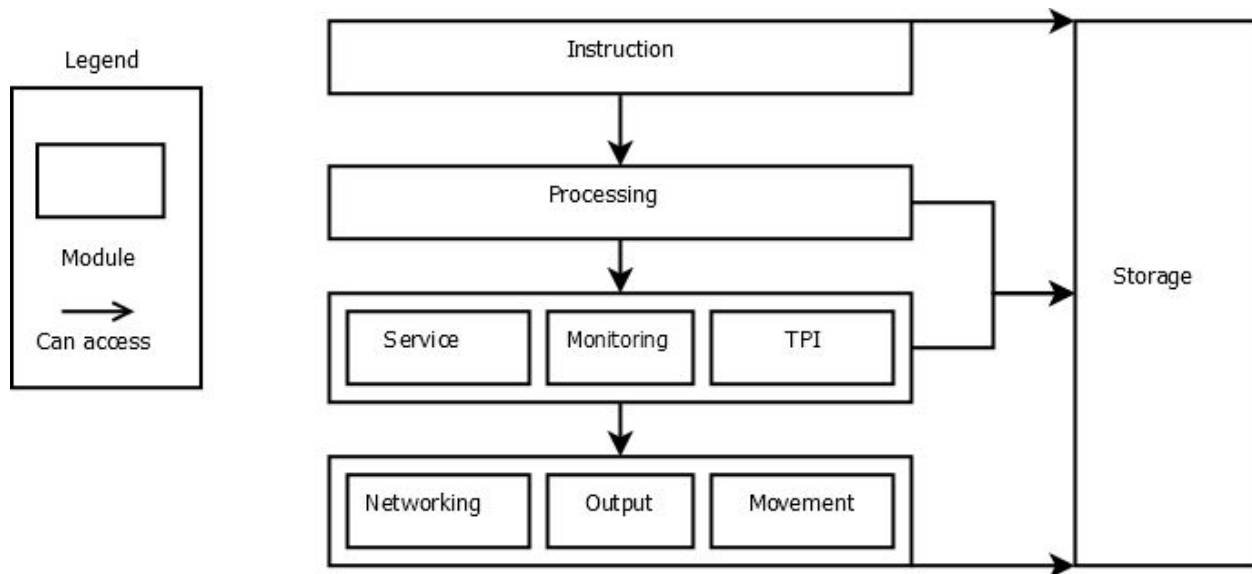 Legend
Module
Can access
Instruction
Processing
Service Monitoring TPI
Networking Output Movement
Storage